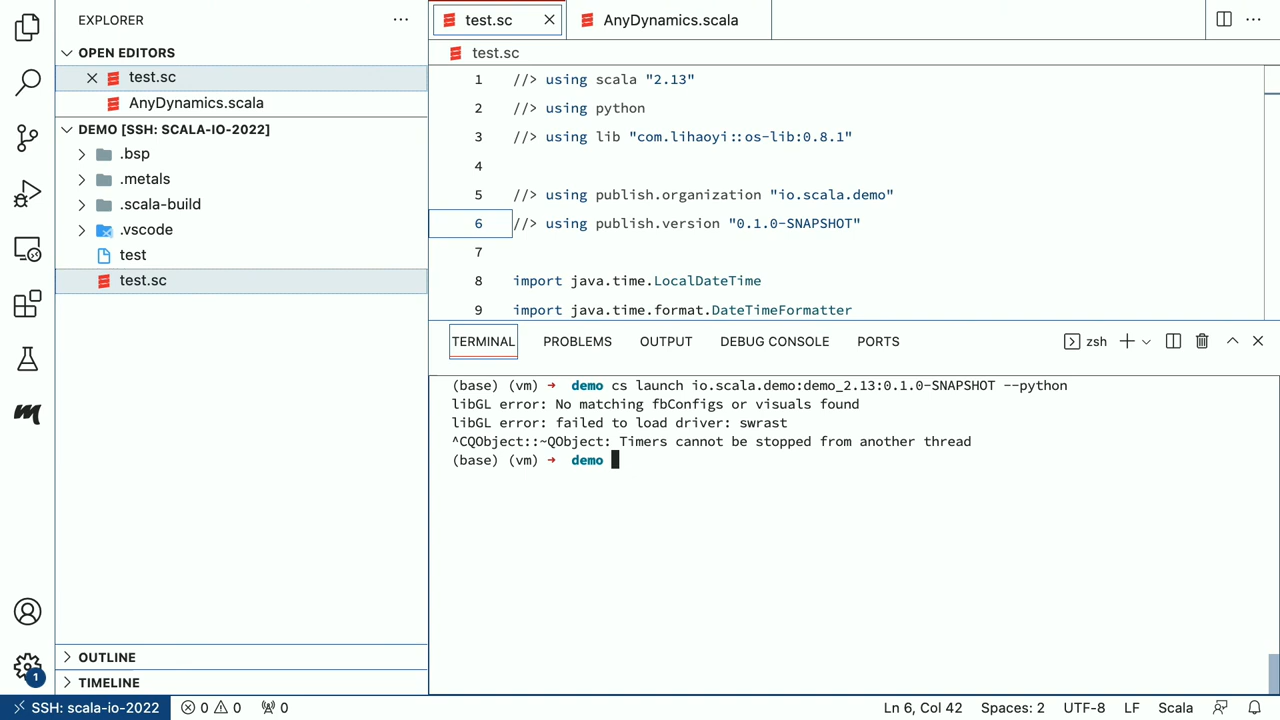 EXPLORER
OPEN EDITORS
test.sc
AnyDynamics.scala
DEMO [SSH: SCALA-IO-2022]
.bsp
.metals
.scala-build
.vscode
test
test.sc
OUTLINE
TIMELINE
1
test.sc
AnyDynamics.scala
test.sc
1 //> using scala "2.13"
2 //> using python
3 //> using lib "com.lihaoyi::os-lib:0.8.1"
4
5 //> using publish.organization "io.scala.demo"
6 //> using publish.version "0.1.0-SNAPSHOT"
7
8 import java.time.LocalDateTime
9 import java.time.format.DateTimeFormatter
TERMINAL PROBLEMS OUTPUT DEBUG CONSOLE PORTS zsh
(base) (vm) ➜ demo cs launch io.scala.demo:demo_2.13:0.1.0-SNAPSHOT --python
libGL error: No matching fbConfigs or visuals found
libGL error: failed to load driver: swrast
^CQObject::~QObject: Timers cannot be stopped from another thread
(base) (vm) ➜ demo
SSH: scala-io-2022 0 0 0 Ln 6, Col 42 Spaces: 2 UTF-8 LF Scala